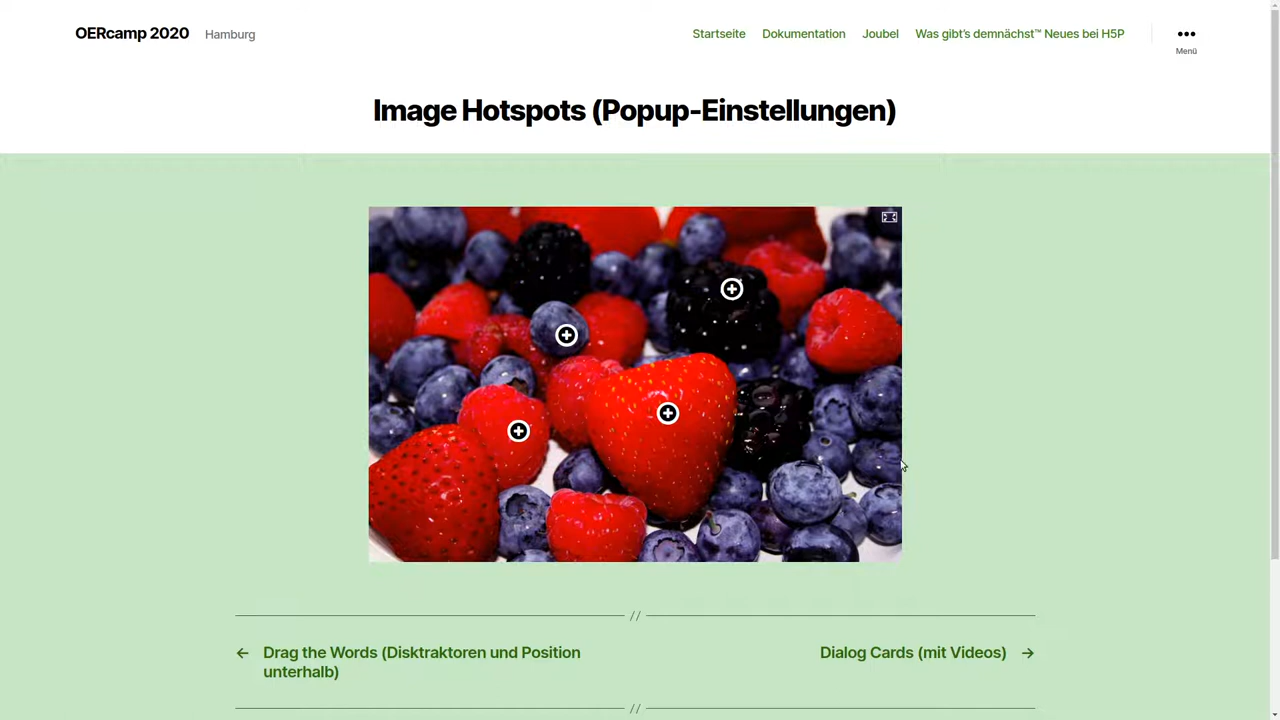 OERcamp 2020 Hamburg Startseite Dokumentation Joubel Was gibt's demnächst™ Neues bei H5P
Menü
Image Hotspots (Popup-Einstellungen)
← Drag the Words (Disktraktoren und Position
unterhalb)
Dialog Cards (mit Videos) →